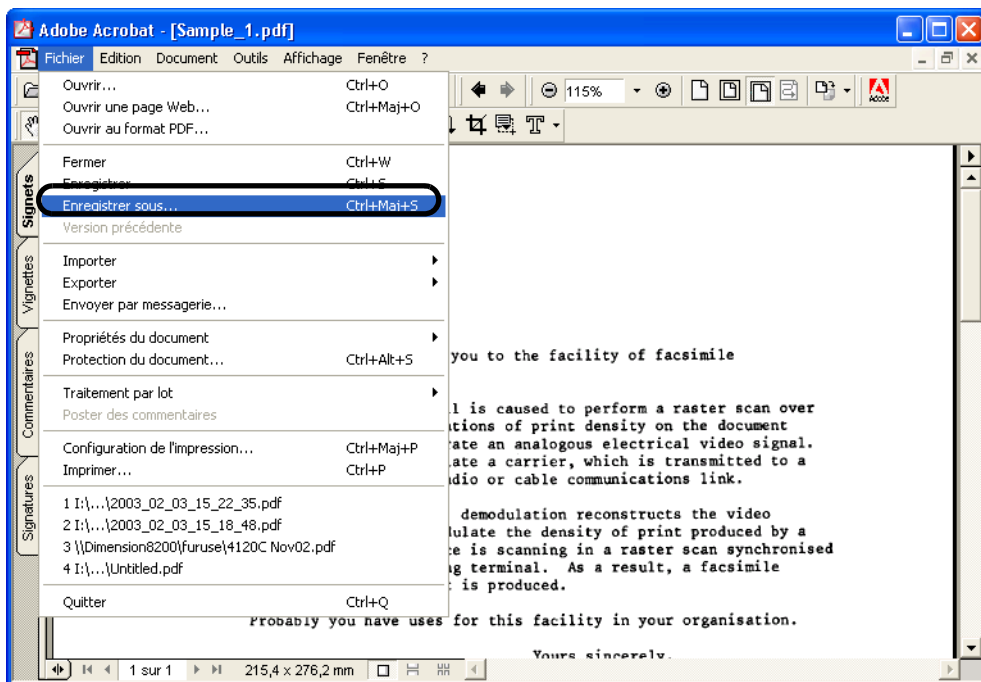 Adobe Acrobat - [Sample_1.pdf]
Fichier Edition Document Outils Affichage Fenêtre ?
115%
Adobe
Ouvrir... Ctrl+O
Ouvrir une page Web... Ctrl+Maj+O
Ouvrir au format PDF...
Fermer Ctrl+W
Enregistrer Ctrl+S
Enregistrer sous... Ctrl+Maj+S
Version précédente
Importer
Exporter
Envoyer par messagerie...
Propriétés du document
Protection du document... Ctrl+Alt+S
Traitement par lot
Poster des commentaires
Configuration de l'impression... Ctrl+Maj+P
Imprimer... Ctrl+P
1 I:\...\2003_02_03_15_22_35.pdf
2 I:\...\2003_02_03_15_18_48.pdf
3 \\Dimension8200\furuse\4120C Nov02.pdf
4 I:\...\Untitled.pdf
Quitter Ctrl+Q
Signets
Vignettes
Commentaires
Signatures
you to the facility of facsimile
is caused to perform a raster scan over
of print density on the document
an analogous electrical video signal.
a carrier, which is transmitted to a
or cable communications link.
demodulation reconstructs the video
the density of print produced by a
is scanning in a raster scan synchronised
terminal. As a result, a facsimile
is produced.
Probably you have uses for this facility in your organisation.
Yours sincerely,
1 sur 1 215,4 x 276,2 mm